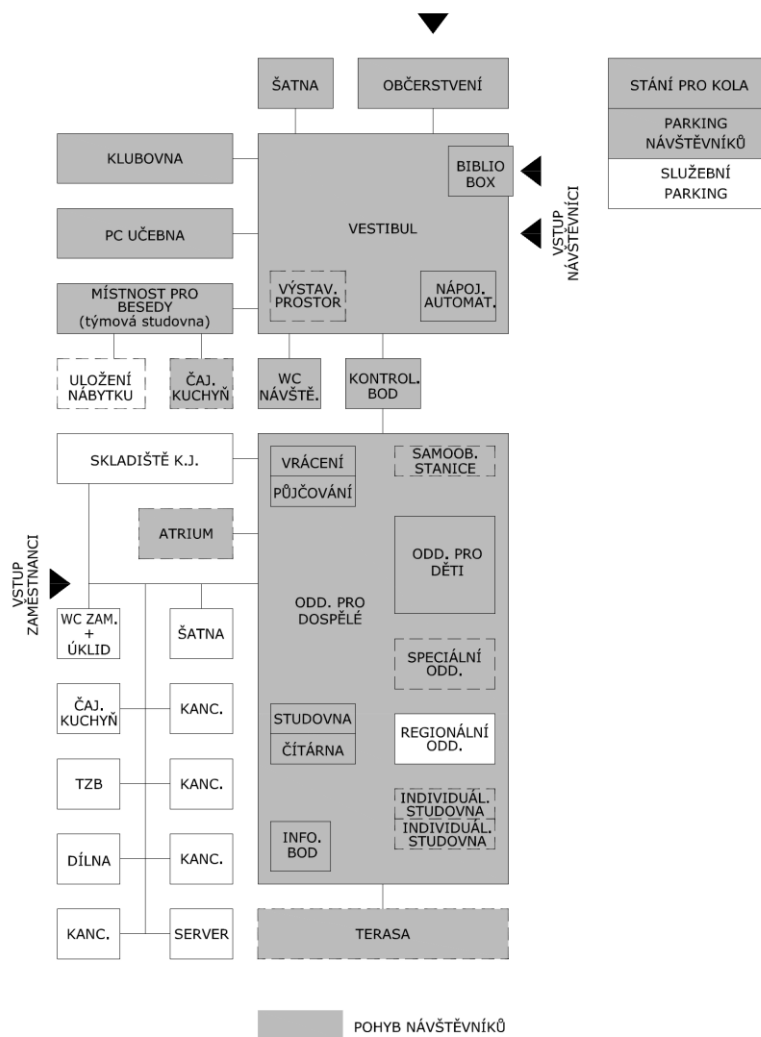 ŠATNA
OBČERSTVENÍ
STÁNÍ PRO KOLA
PARKING
NÁVŠTĚVNÍKŮ
SLUŽEBNÍ
PARKING
KLUBOVNA
BIBLIO
BOX
PC UČEBNA
VESTIBUL
VSTUP
NÁVŠTĚVNÍCI
MÍSTNOST PRO
BESEDY
(týmová studovna)
VÝSTAV.
PROSTOR
NÁPOJ.
AUTOMAT.
ULOŽENÍ
NÁBYTKU
ČAJ.
KUCHYŇ
WC
NÁVŠTĚ.
KONTROL.
BOD
SKLADIŠTĚ K.J.
VRÁCENÍ
PŮJČOVÁNÍ
SAMOOB.
STANICE
ATRIUM
ODD. PRO
DĚTI
VSTUP
ZAMĚSTNANCI
ODD. PRO
DOSPĚLÉ
WC ZAM.
+
ÚKLID
ŠATNA
SPECIÁLNÍ
ODD.
ČAJ.
KUCHYŇ
KANC.
STUDOVNA
ČÍTÁRNA
REGIONÁLNÍ
ODD.
TZB
KANC.
INDIVIDUÁL.
STUDOVNA
INDIVIDUÁL.
STUDOVNA
INFO.
BOD
DÍLNA
KANC.
KANC.
SERVER
TERASA
POHYB NÁVŠTĚVNÍKŮ